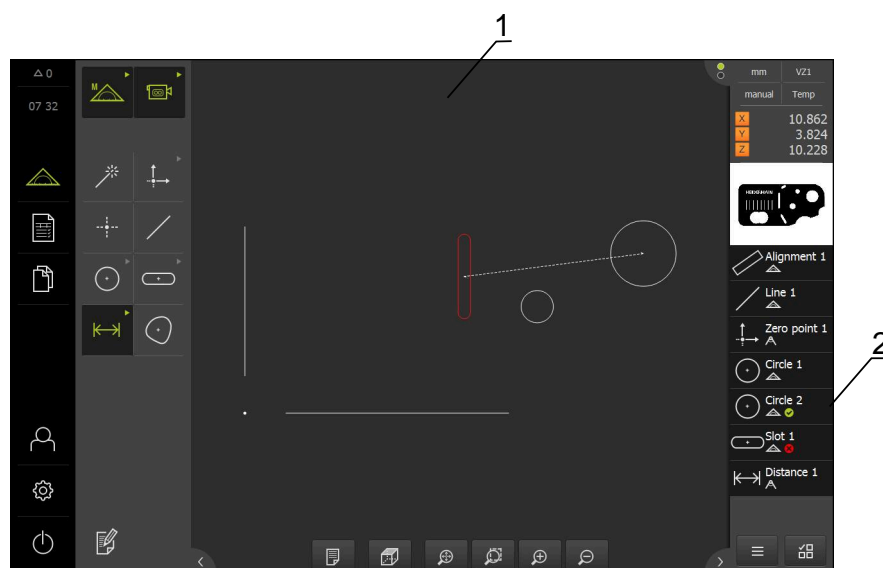 1
0
07 32
M
mm VZ1
manual Temp
X 10.862
Y 3.824
Z 10.228
HEIDENHAIN
Alignment 1
Line 1
Zero point 1
Circle 1
Circle 2
2
Slot 1
Distance 1